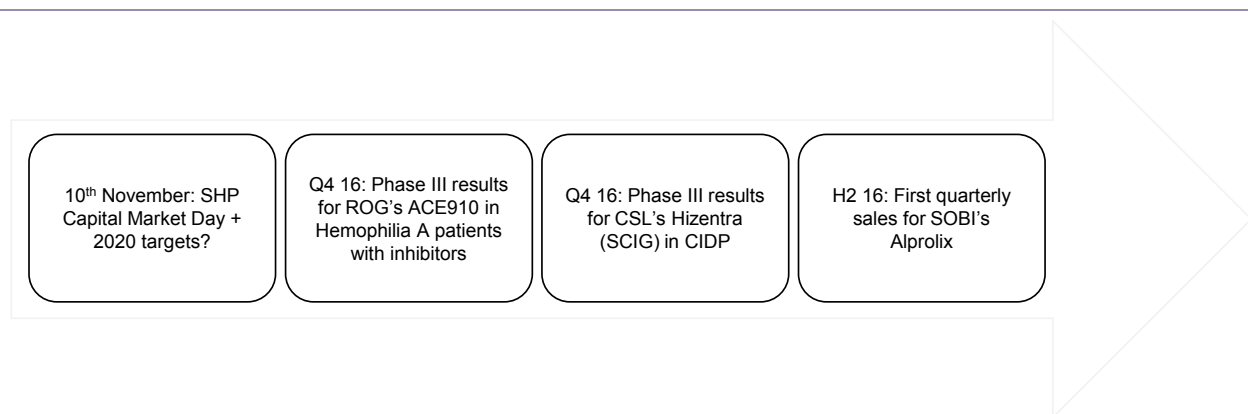 10th November: SHP
Capital Market Day +
2020 targets?
Q4 16: Phase III results
for ROG's ACE910 in
Hemophilia A patients
with inhibitors
Q4 16: Phase III results
for CSL's Hizentra
(SCIG) in CIDP
H2 16: First quarterly
sales for SOBI's
Alprolix